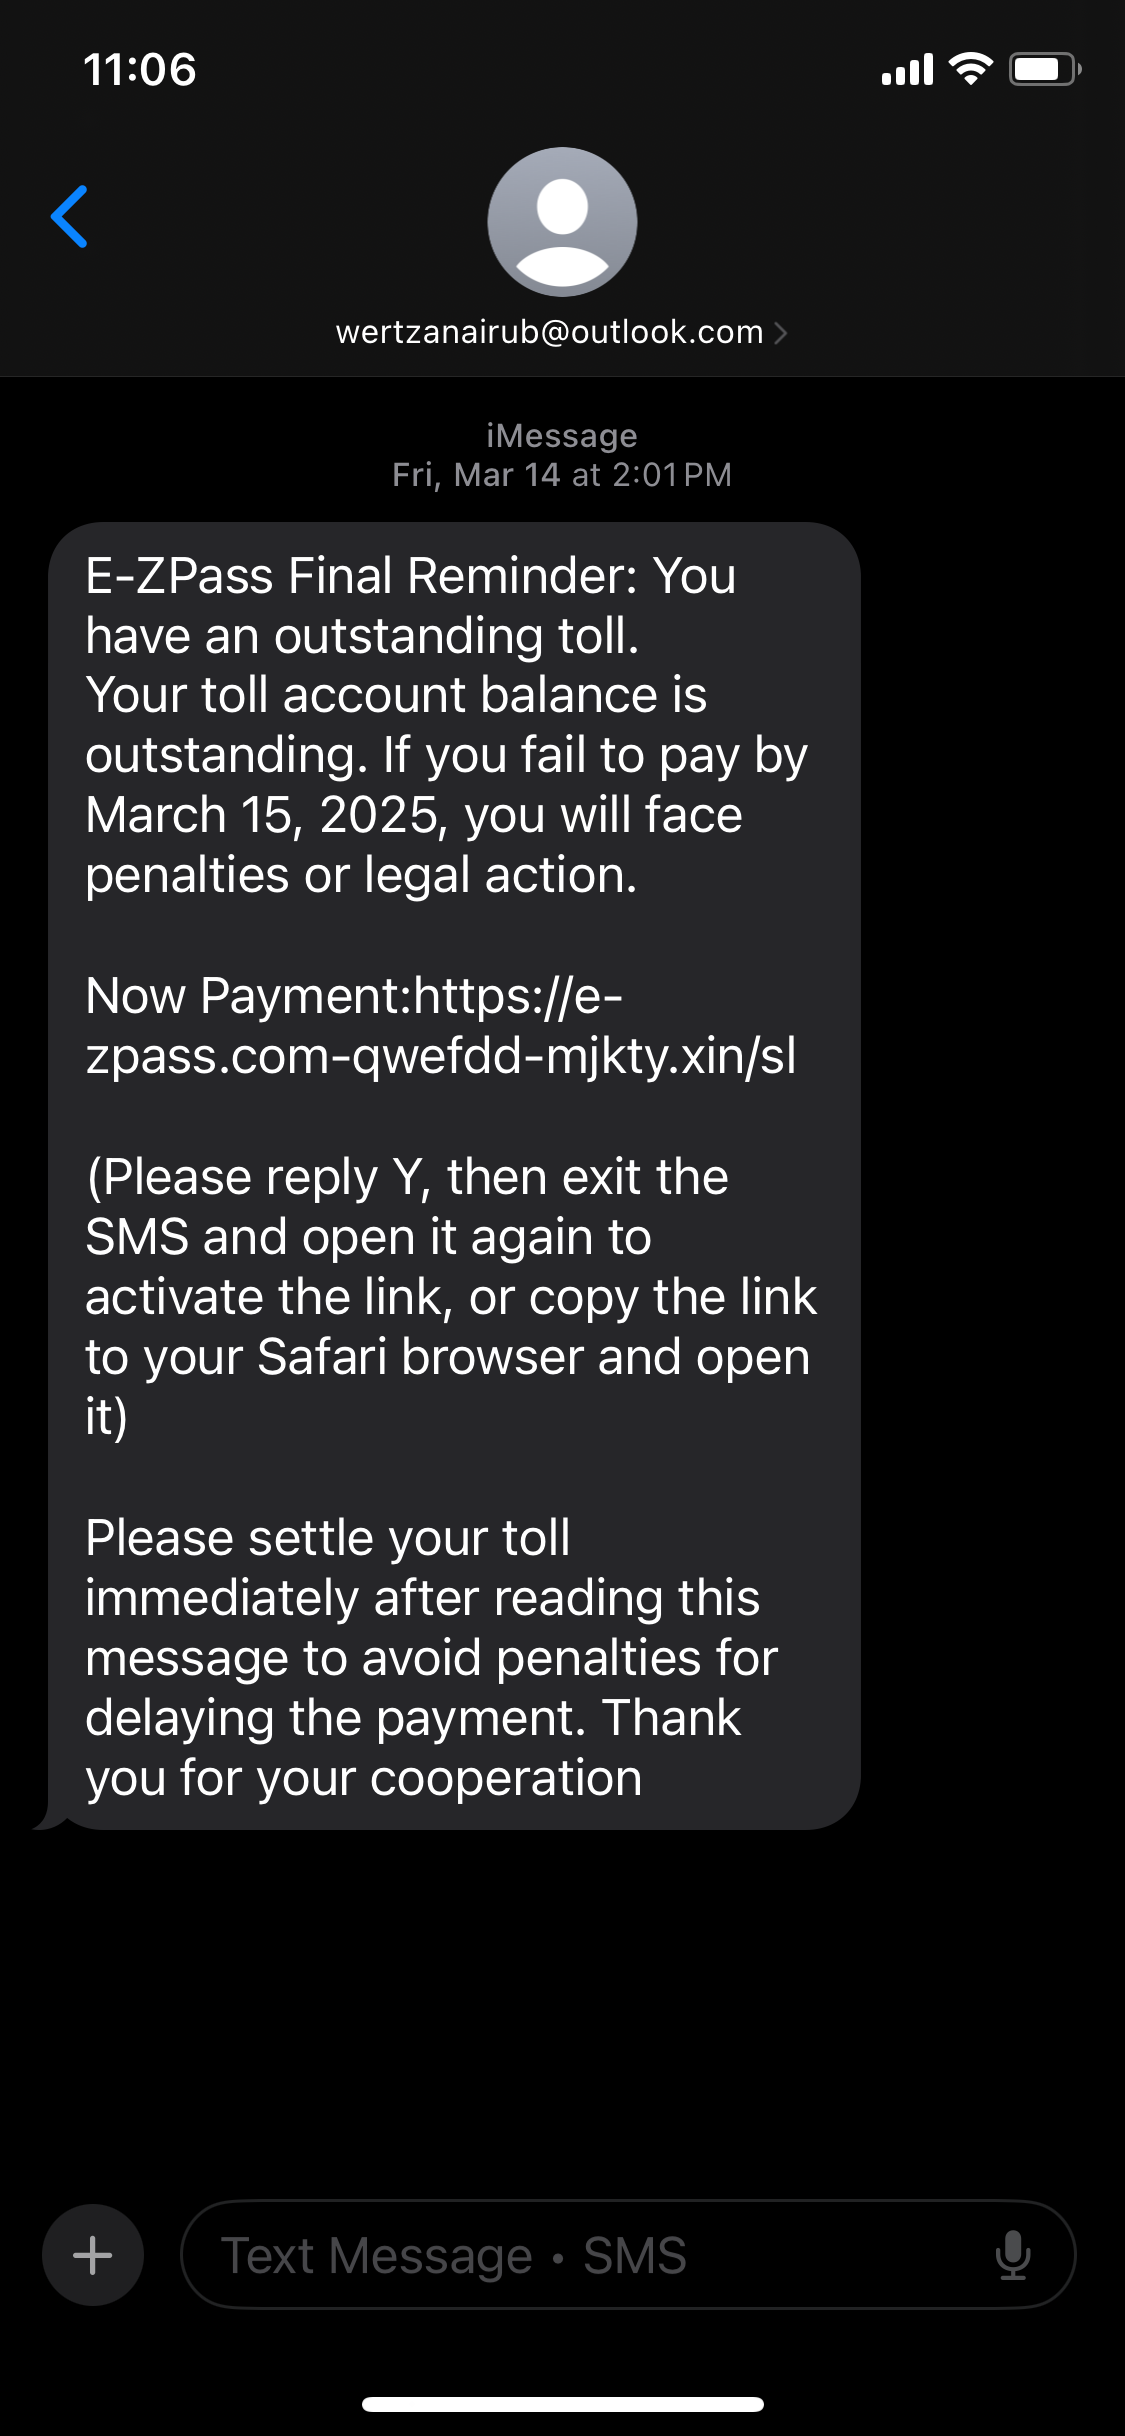 11:06
wertzanairub@outlook.com
iMessage
Fri, Mar 14 at 2:01 PM
E-ZPass Final Reminder: You
have an outstanding toll.
Your toll account balance is
outstanding. If you fail to pay by
March 15, 2025, you will face
penalties or legal action.
Now Payment:https://e-
zpass.com-qwefdd-mjkty.xin/sl
(Please reply Y, then exit the
SMS and open it again to
activate the link, or copy the link
to your Safari browser and open
it)
Please settle your toll
immediately after reading this
message to avoid penalties for
delaying the payment. Thank
you for your cooperation
Text Message • SMS